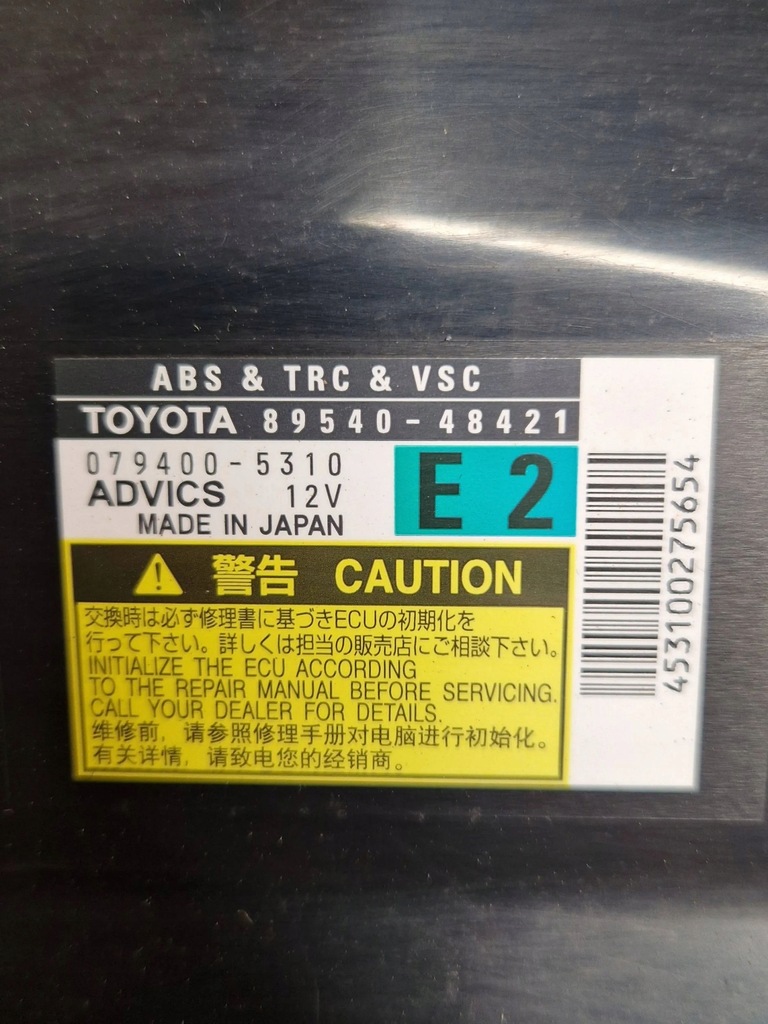 ABS & TRC & VSC
TOYOTA 89540-48421
079400-5310
ADVICS 12V
MADE IN JAPAN
E 2
警告 CAUTION
交換時は必ず修理書に基づきECUの初期化を
行って下さい。詳しくは担当の販売店にご相談下さい。
INITIALIZE THE ECU ACCORDING
TO THE REPAIR MANUAL BEFORE SERVICING.
CALL YOUR DEALER FOR DETAILS.
维修前，请参照修理手册对电脑进行初始化。
有关详情，请致电您的经销商。
453100275654